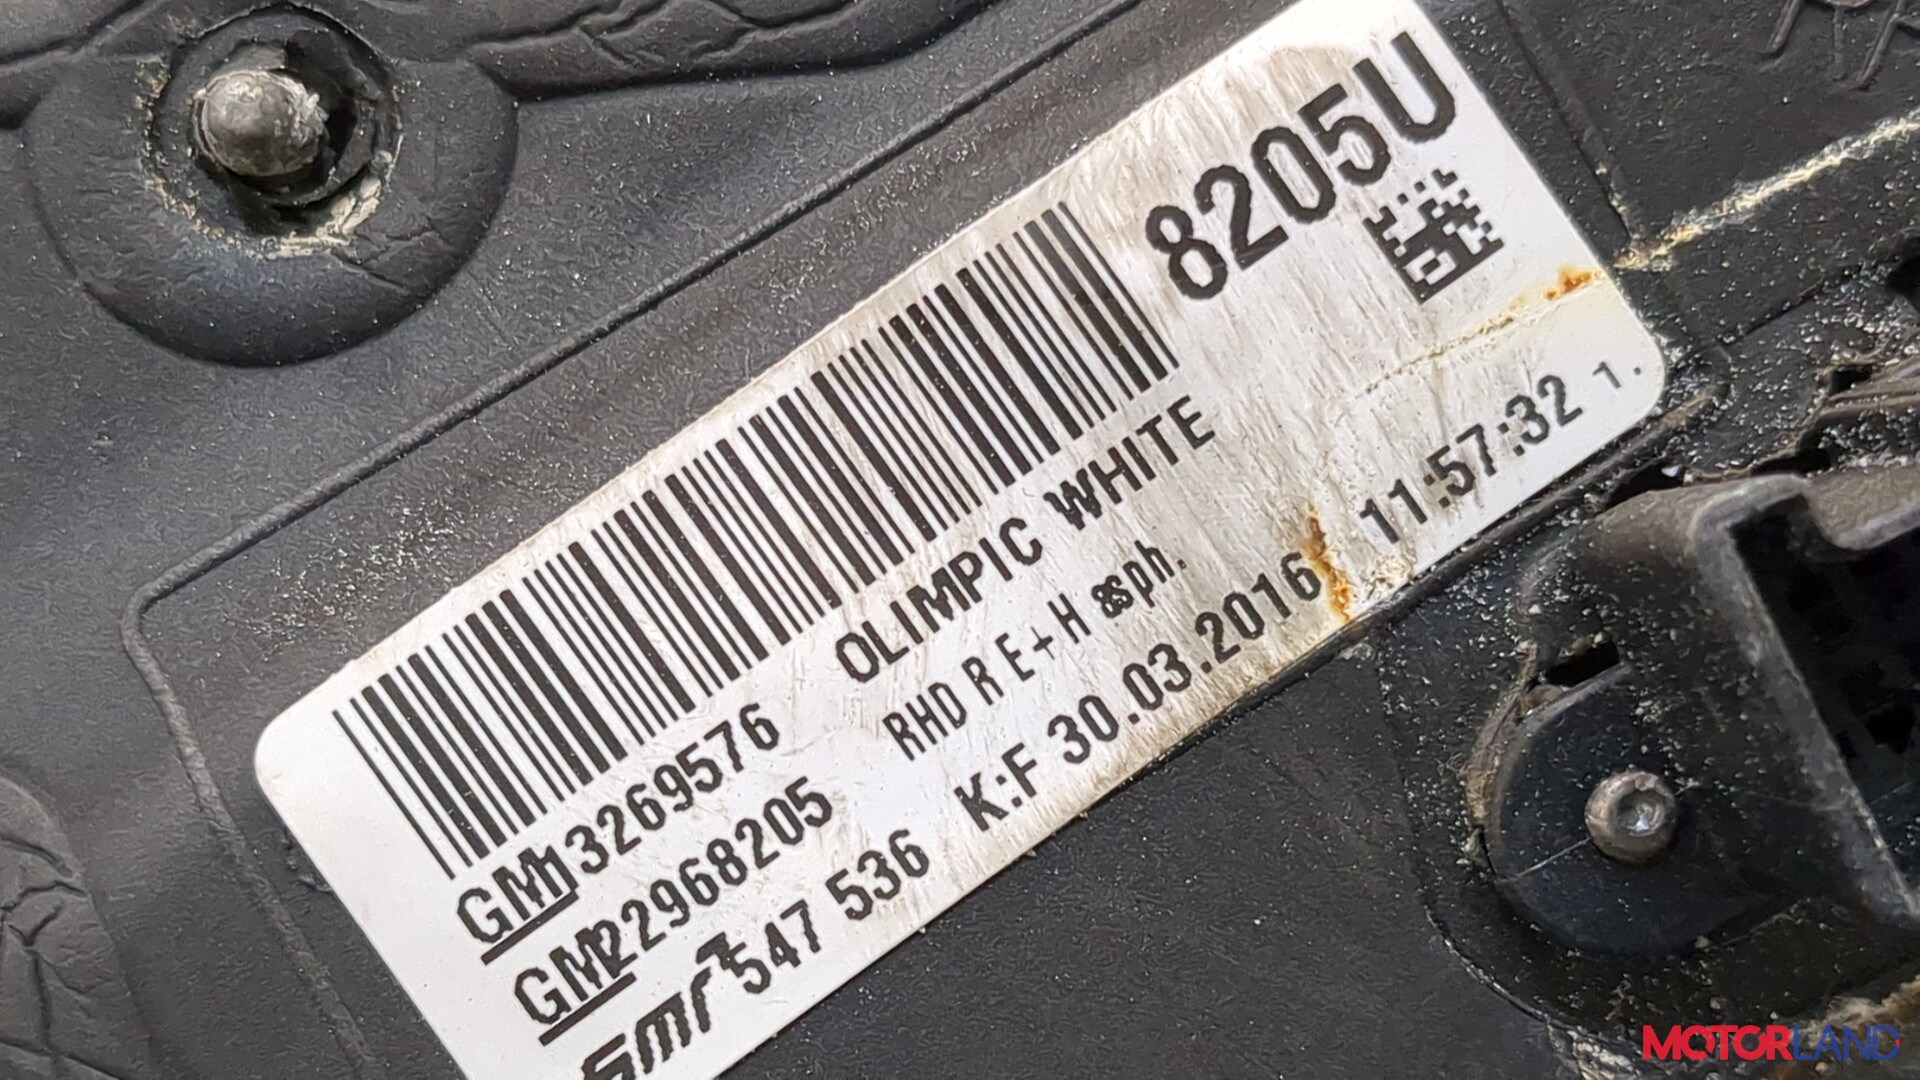 8205U
GM13269576 OLIMPIC WHITE
GM22968205 RHD R E+H asph.
smr 547 536 K:F 30.03.2016 11:57:32 1.
MOTORLAND